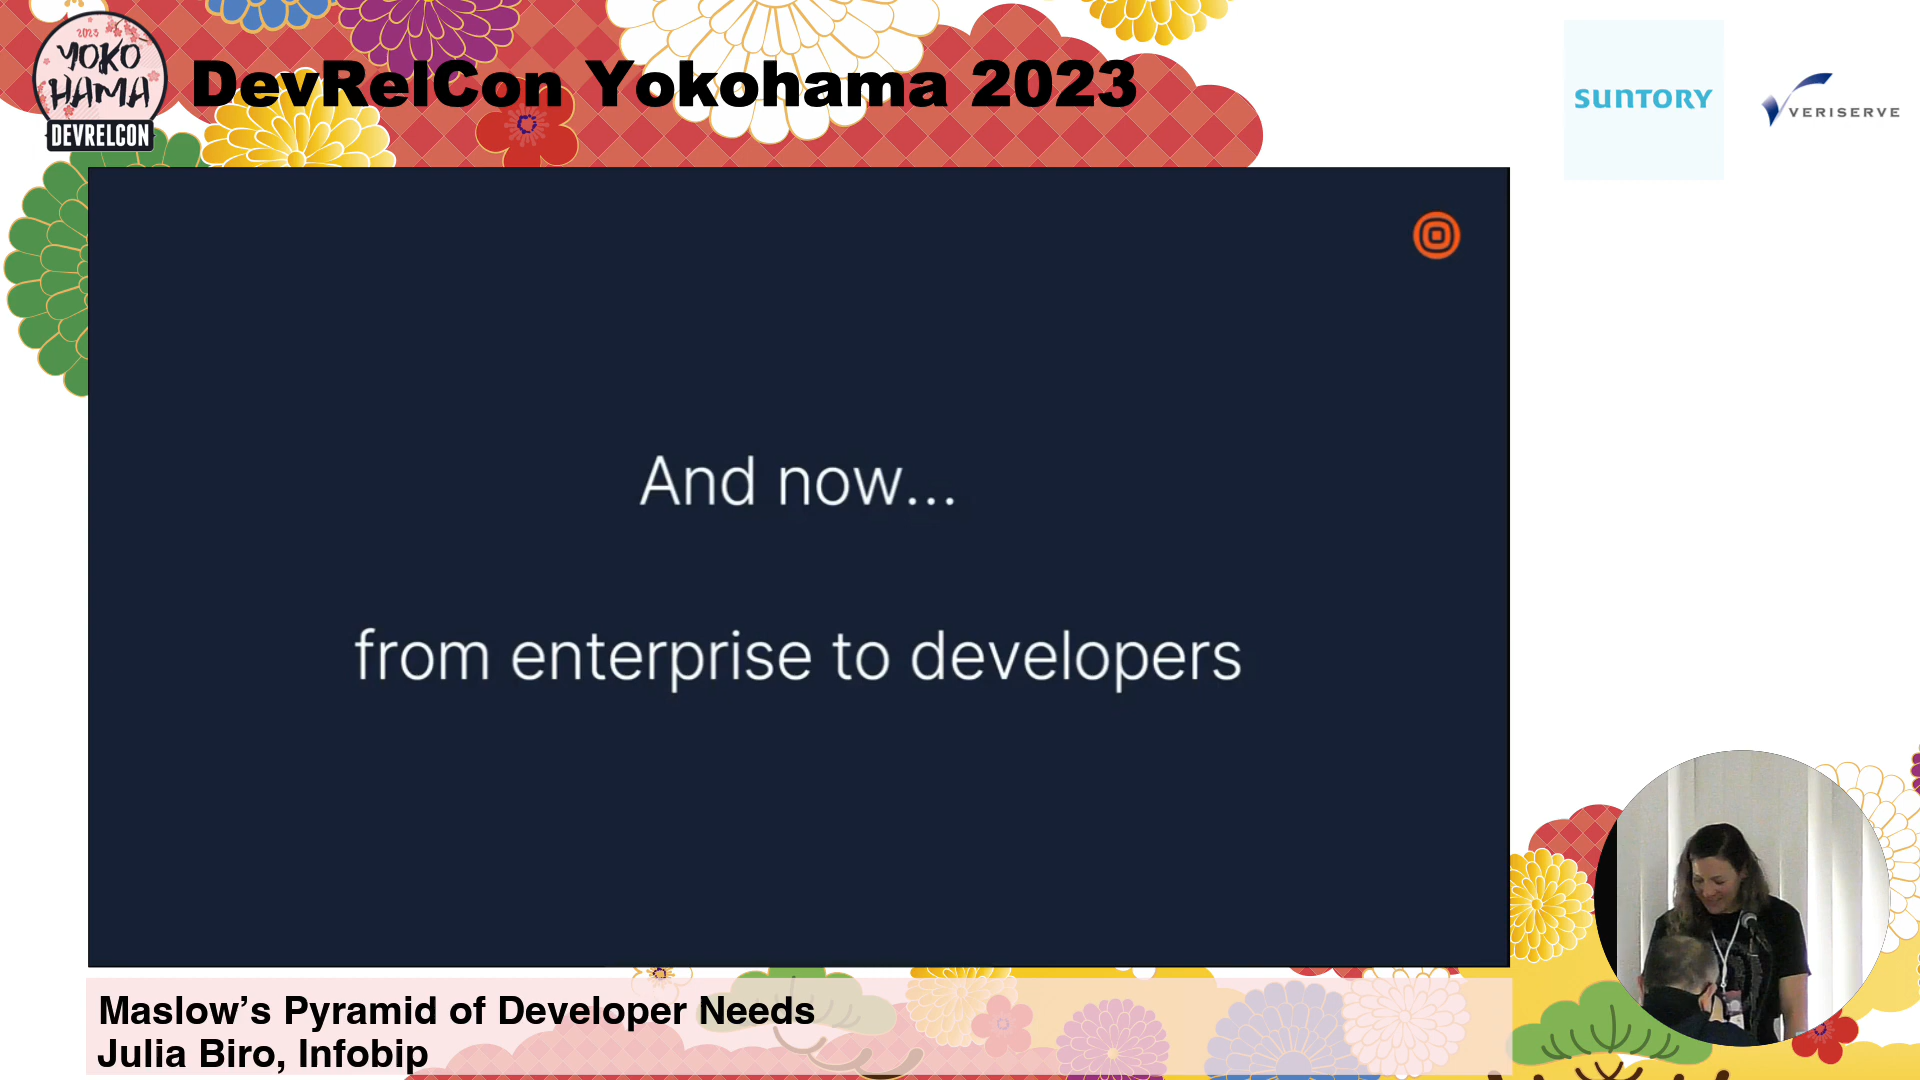 2023
YOKO
HAMA
DEVRELCON
DevRelCon Yokohama 2023
SUNTORY
VERISERVE
And now...
from enterprise to developers
Maslow’s Pyramid of Developer Needs
Julia Biro, Infobip